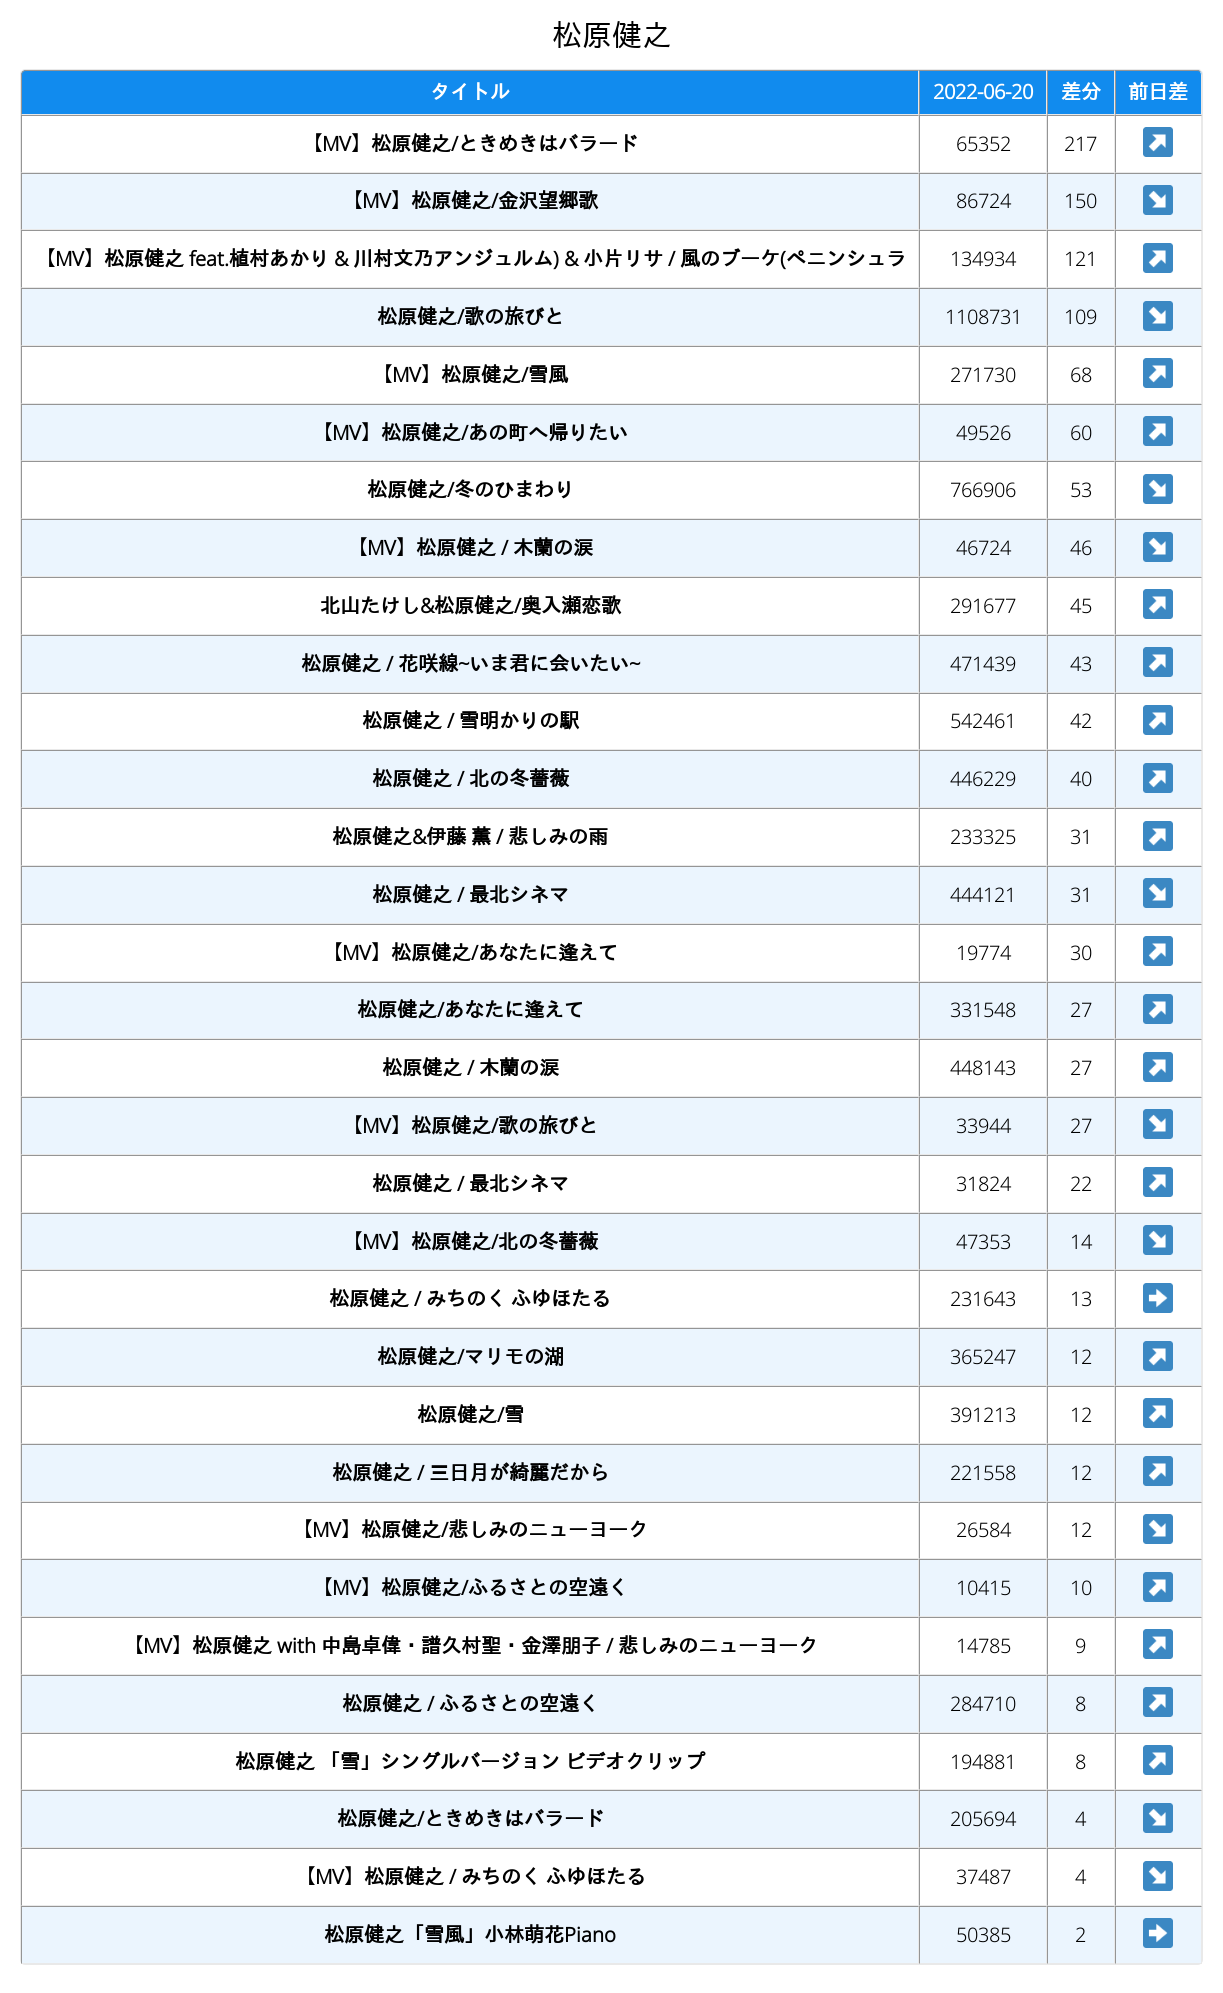 松原健之
タイトル 2022-06-20 差分 前日差
【MV】松原健之/ときめきはバラード 65352 217 ↗
【MV】松原健之/金沢望郷歌 86724 150 ↘
【MV】松原健之 feat.植村あかり & 川村文乃アンジュルム) & 小片リサ / 風のブーケ(ペニンシュラ 134934 121 ↗
松原健之/歌の旅びと 1108731 109 ↘
【MV】松原健之/雪風 271730 68 ↗
【MV】松原健之/あの町へ帰りたい 49526 60 ↗
松原健之/冬のひまわり 766906 53 ↘
【MV】松原健之 / 木蘭の涙 46724 46 ↘
北山たけし&松原健之/奥入瀬恋歌 291677 45 ↗
松原健之 / 花咲線~いま君に会いたい~ 471439 43 ↗
松原健之 / 雪明かりの駅 542461 42 ↗
松原健之 / 北の冬薔薇 446229 40 ↗
松原健之&伊藤 薫 / 悲しみの雨 233325 31 ↗
松原健之 / 最北シネマ 444121 31 ↘
【MV】松原健之/あなたに逢えて 19774 30 ↗
松原健之/あなたに逢えて 331548 27 ↗
松原健之 / 木蘭の涙 448143 27 ↗
【MV】松原健之/歌の旅びと 33944 27 ↘
松原健之 / 最北シネマ 31824 22 ↗
【MV】松原健之/北の冬薔薇 47353 14 ↘
松原健之 / みちのく ふゆほたる 231643 13 ➡
松原健之/マリモの湖 365247 12 ↗
松原健之/雪 391213 12 ↗
松原健之 / 三日月が綺麗だから 221558 12 ↗
【MV】松原健之/悲しみのニューヨーク 26584 12 ↘
【MV】松原健之/ふるさとの空遠く 10415 10 ↗
【MV】松原健之 with 中島卓偉・譜久村聖・金澤朋子 / 悲しみのニューヨーク 14785 9 ↗
松原健之 / ふるさとの空遠く 284710 8 ↗
松原健之 「雪」シングルバージョン ビデオクリップ 194881 8 ↗
松原健之/ときめきはバラード 205694 4 ↘
【MV】松原健之 / みちのく ふゆほたる 37487 4 ↘
松原健之「雪風」小林萌花Piano 50385 2 ➡